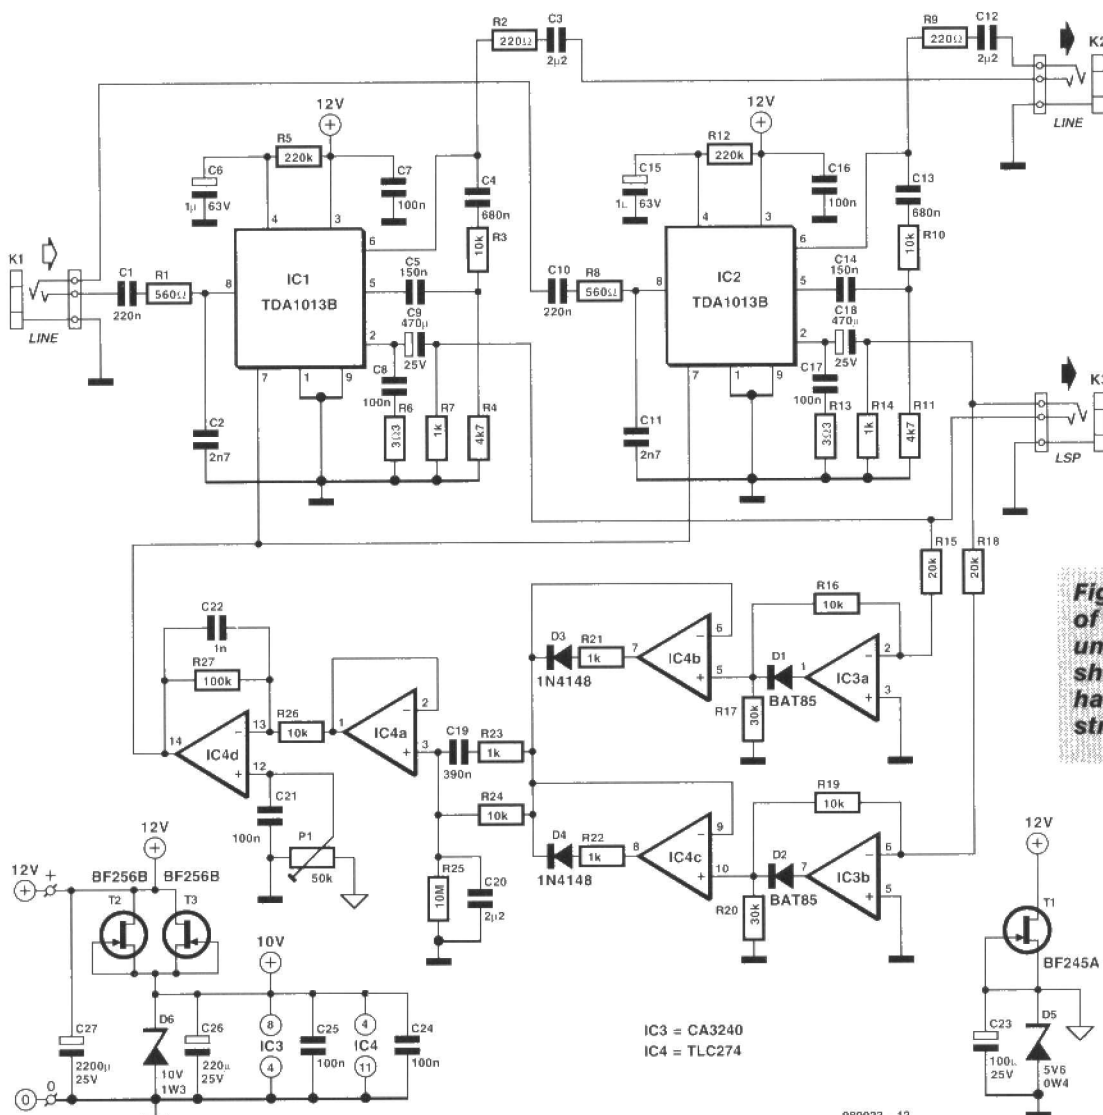 R2
220Ω
C3
2µ2
R9
220Ω
C12
2µ2
K2
LINE
12V
R5
220k
C6
1µ
63V
C7
100n
C4
680n
R3
10k
4
3
6
IC1
TDA1013B
8
5
2
7
1
9
C5
150n
C9
470µ
25V
K1
LINE
C1
220n
R1
560Ω
C2
2n7
C8
100n
R6
3Ω3
R7
1k
R4
4k7
12V
R12
220k
C15
63V
C16
100n
C13
680n
R10
10k
4
3
6
IC2
TDA1013B
8
5
2
7
1
9
C14
150n
C18
470µ
25V
C10
220n
R8
560Ω
C11
2n7
C17
100n
R13
3Ω3
R14
1k
R11
4k7
K3
LSP
R15
20k
R18
20k
Fig
of
un
sh
ha
str
C22
1n
R27
100k
14
IC4d
13
12
−
+
R26
10k
1
IC4a
2
3
−
+
C19
390n
R23
1k
R24
10k
D3
1N4148
R21
1k
7
IC4b
6
5
−
+
D1
BAT85
R17
30k
R16
10k
1
IC3a
2
3
−
+
C21
100n
P1
50k
R25
10M
C20
2µ2
D4
1N4148
R22
1k
8
IC4c
9
10
−
+
D2
BAT85
R20
30k
R19
10k
7
IC3b
6
5
−
+
12V
12V +
BF256B
BF256B
T2
T3
10V
C27
2200µ
25V
D6
10V
1W3
C26
220µ
25V
8
IC3
4
C25
100n
4
IC4
11
C24
100n
0
0
IC3 = CA3240
IC4 = TLC274
12V
T1
BF245A
C23
25V
D5
5V6
0W4